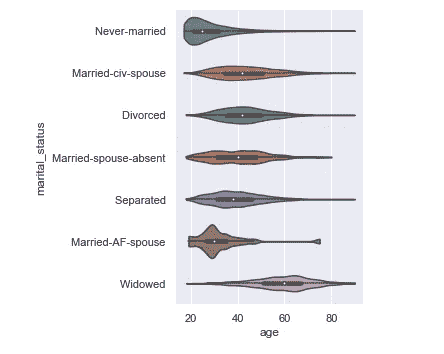 Never-married
Married-civ-spouse
Divorced
Married-spouse-absent
Separated
Married-AF-spouse
Widowed
marital_status
20 40 60 80
age